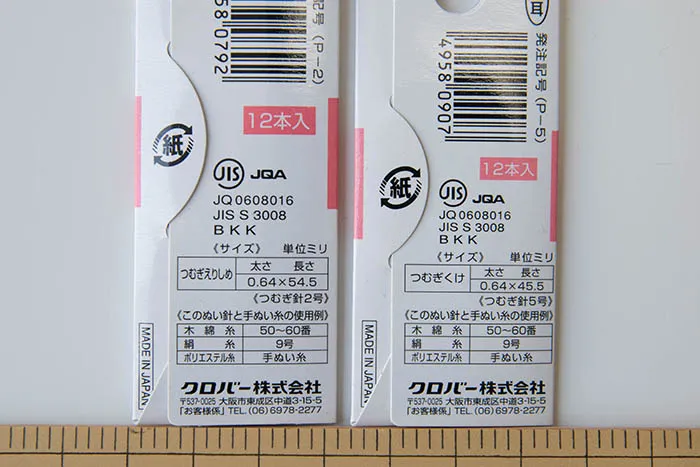 発注記号(P-2)
580792
12本入
紙
JIS JQA
JQ0608016
JIS S 3008
BKK
《サイズ》 単位ミリ
つむぎえりしめ 太さ 長さ
0.64×54.5
《つむぎ針2号》
《このぬい針と手ぬい糸の使用例》
木綿糸 50〜60番
絹糸 9号
ポリエステル糸 手ぬい糸
クロバー株式会社
〒537-0025 大阪市東成区中道3-15-5
「お客様係」TEL.(06)6978-2277
MADE IN JAPAN
耳
発注記号(P-5)
49580907
12本入
紙
JIS JQA
JQ0608016
JIS S 3008
BKK
《サイズ》 単位ミリ
つむぎくけ 太さ 長さ
0.64×45.5
《つむぎ針5号》
《このぬい針と手ぬい糸の使用例》
木綿糸 50〜60番
絹糸 9号
ポリエステル糸 手ぬい糸
クロバー株式会社
〒537-0025 大阪市東成区中道3-15-5
「お客様係」TEL.(06)6978-2277
MADE IN JAPAN